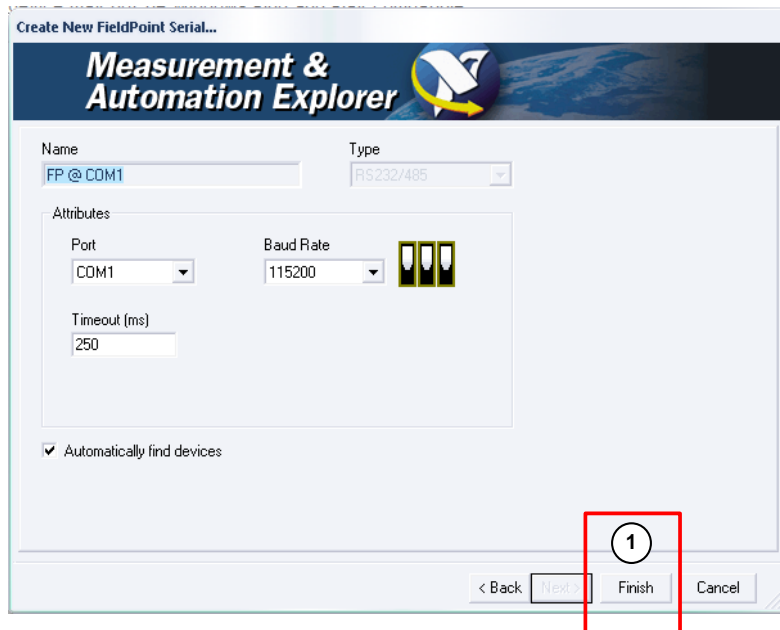 Create New FieldPoint Serial...
Measurement &
Automation Explorer
Name
Type
FP @ COM1
RS232/485
Attributes
Port
Baud Rate
COM1
115200
Timeout (ms)
250
Automatically find devices
1
< Back
Next >
Finish
Cancel